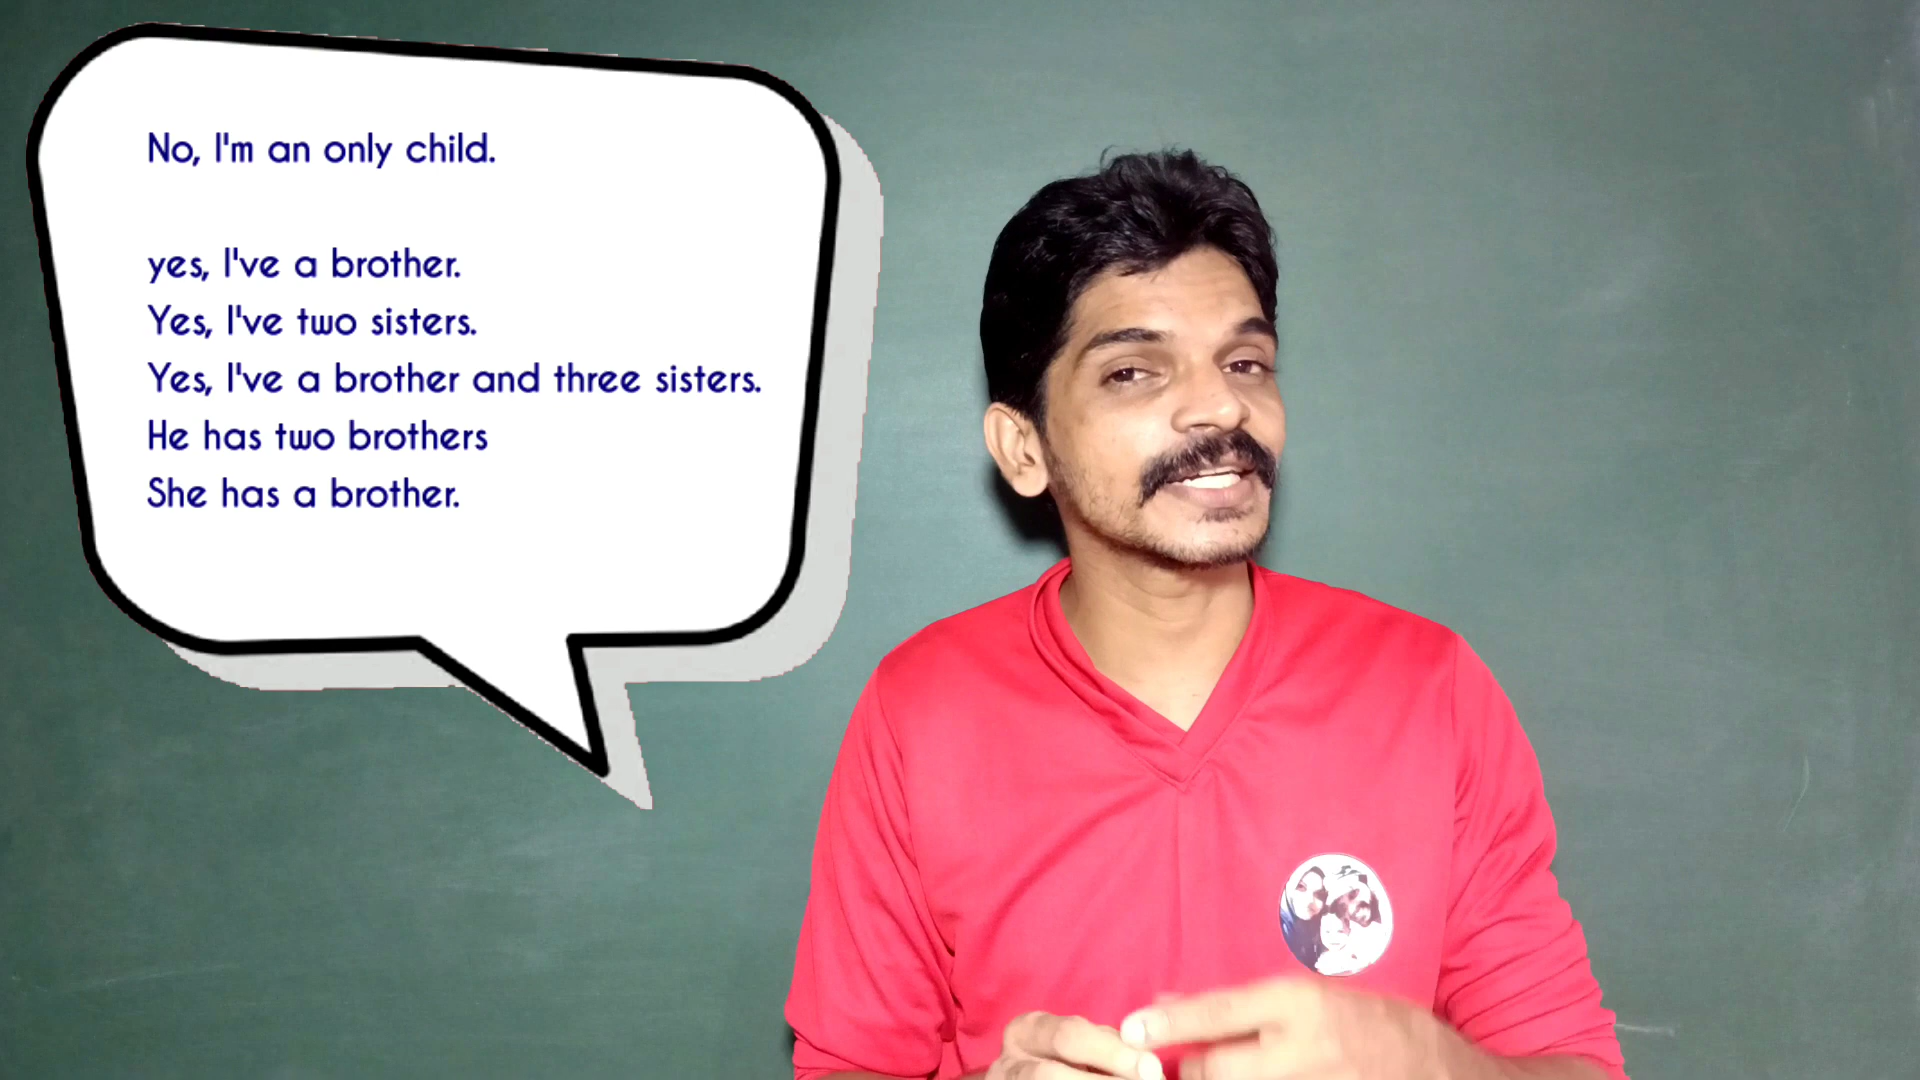 No, I'm an only child.
yes, I've a brother.
Yes, I've two sisters.
Yes, I've a brother and three sisters.
He has two brothers
She has a brother.